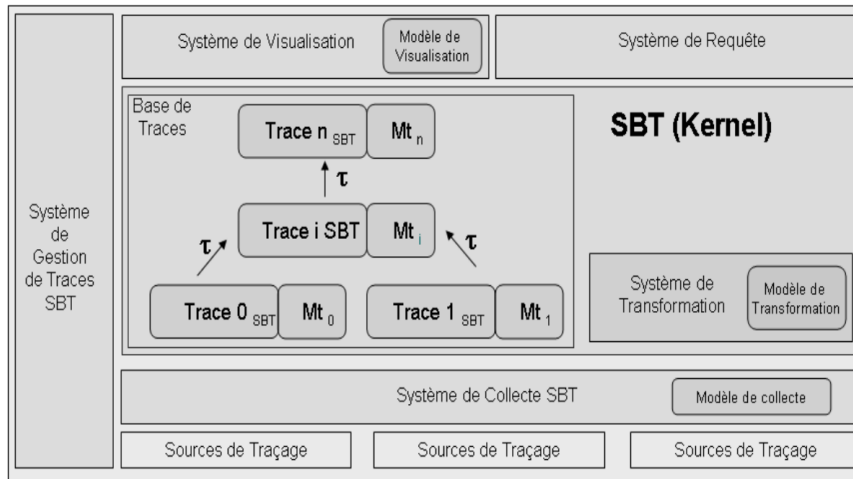 Système de Visualisation
Modèle de
Visualisation
Système de Requête
Base de
Traces
Trace n SBT
Mt n
SBT (Kernel)
τ
Système
de
Gestion
de Traces
SBT
Trace i SBT
Mt i
τ
τ
Trace 0 SBT
Mt 0
Trace 1 SBT
Mt 1
Système de
Transformation
Modèle de
Transformation
Système de Collecte SBT
Modèle de collecte
Sources de Traçage
Sources de Traçage
Sources de Traçage